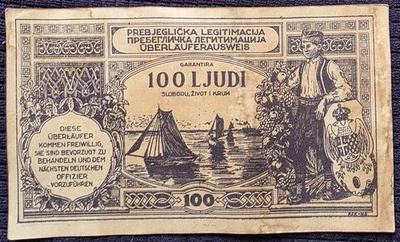 PREBJEGLIČKA LEGITIMACIJA
ПРЕБЕГЛИЧКА ЛЕГИТИМАЦИЈА
ÜBERLÄUFERAUSWEIS
GARANTIRA
100 LJUDI
SLOBODU, ŽIVOT I KRUH
DIESE
ÜBERLÄUFER
KOMMEN FREIWILLIG,
SIE SIND BEVORZUGT ZU
BEHANDELN UND DEM
NÄCHSTEN DEUTSCHEN
OFFIZIER
VORZUFÜHREN
100